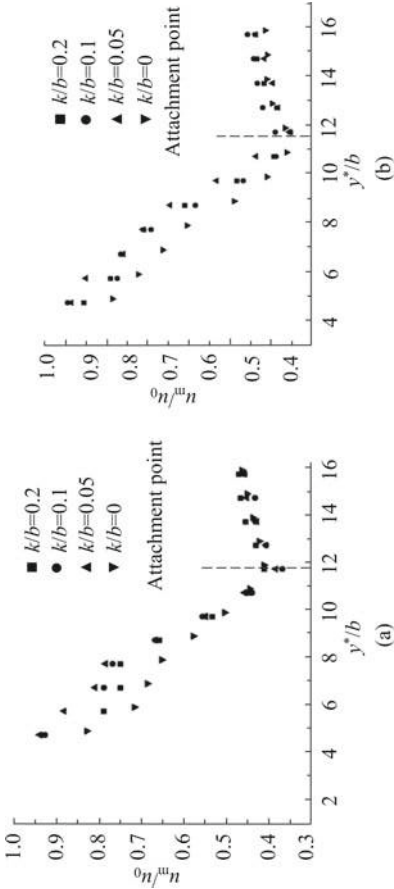 1.0
0.9
0.8
0.7
0.6
0.5
0.4
0.3
u_m/u_0
■ k/b=0.2
● k/b=0.1
▲ k/b=0.05
▼ k/b=0
Attachment point
2 4 6 8 10 12 14 16
y*/b
(a)
1.0
0.9
0.8
0.7
0.6
0.5
0.4
u_m/u_0
■ k/b=0.2
● k/b=0.1
▲ k/b=0.05
▼ k/b=0
Attachment point
4 6 8 10 12 14 16
y*/b
(b)